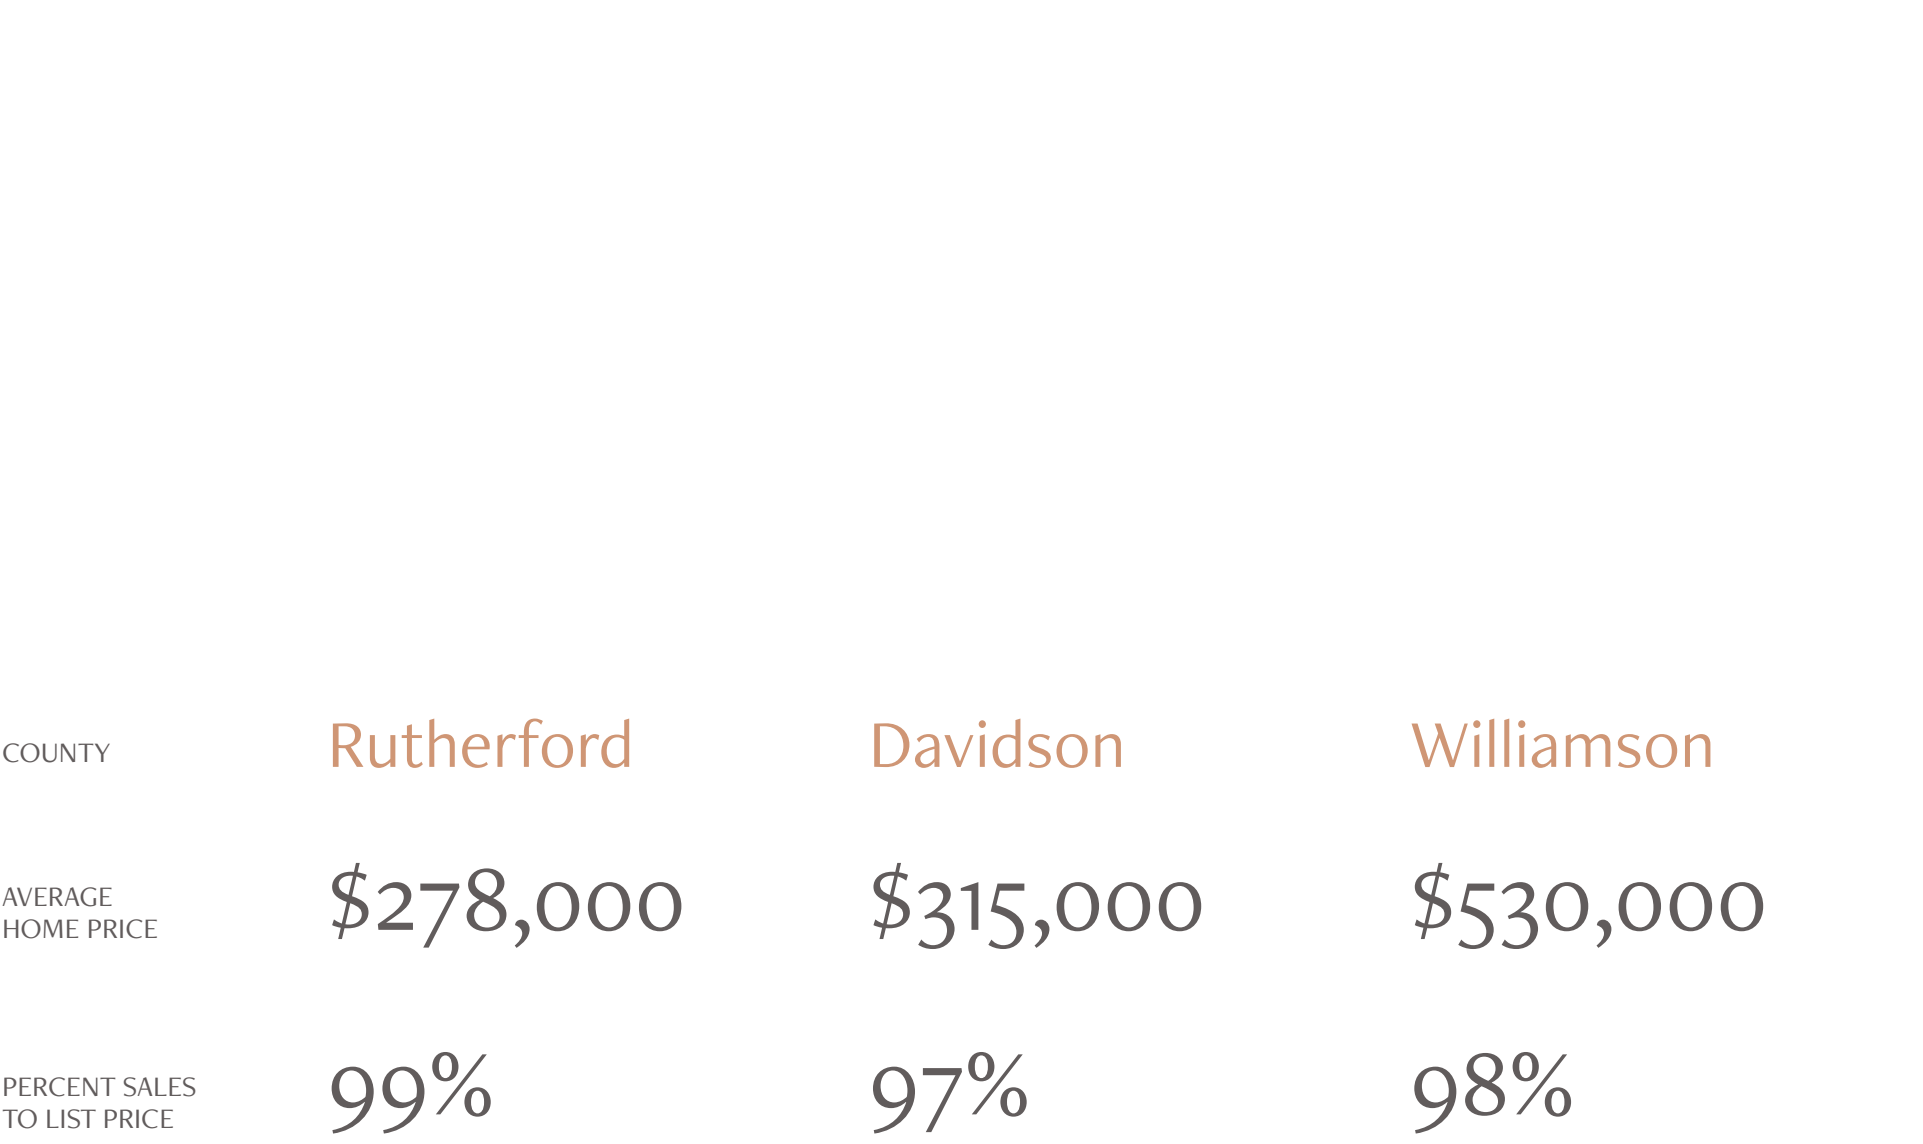 COUNTY Rutherford Davidson Williamson
AVERAGE
HOME PRICE $278,000 $315,000 $530,000
PERCENT SALES
TO LIST PRICE 99% 97% 98%